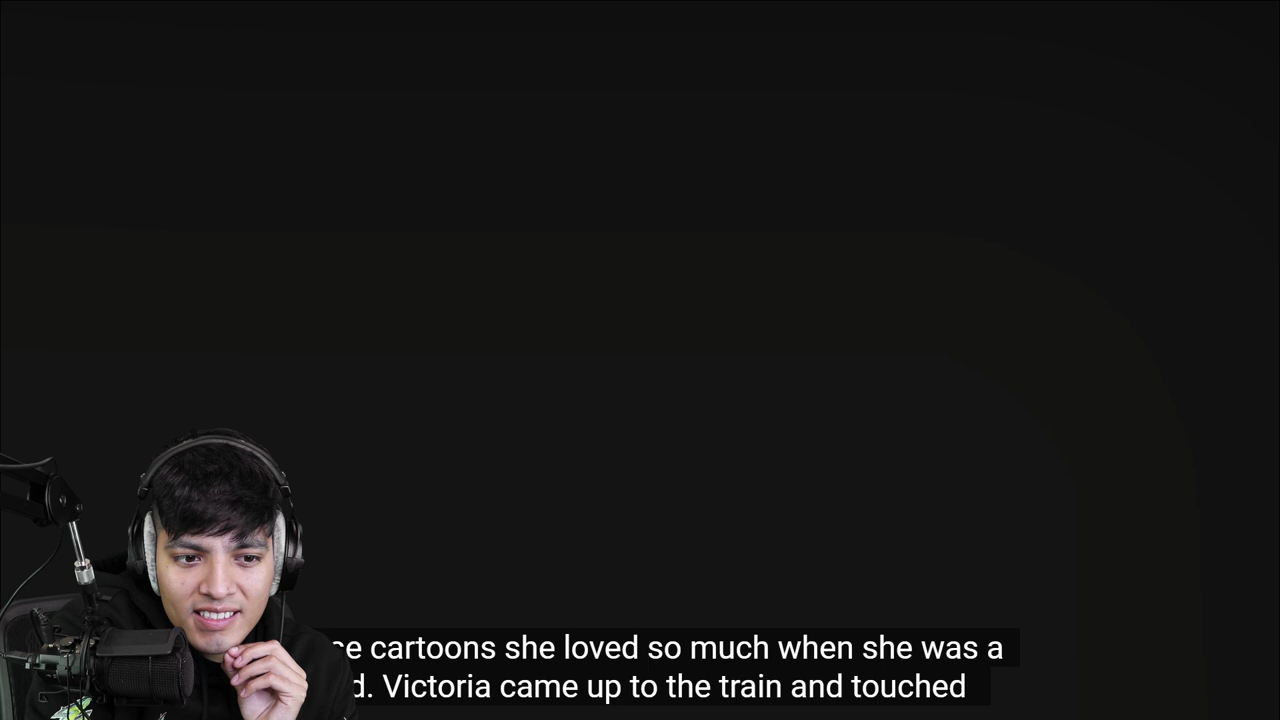 cartoons she loved so much when she was a
Victoria came up to the train and touched